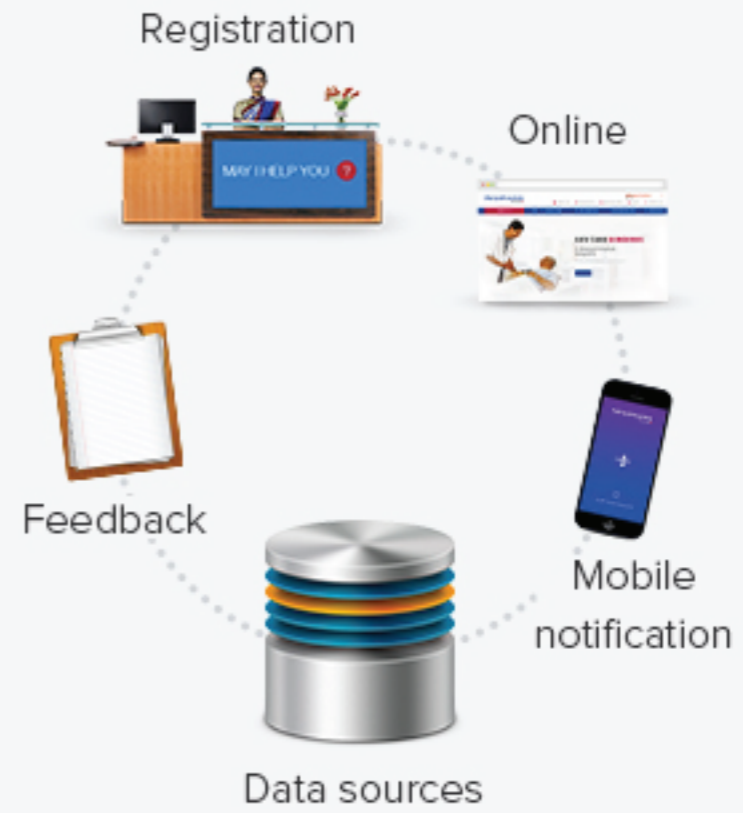 Registration
MAY I HELP YOU ?
Online
Feedback
Mobile
notification
Data sources